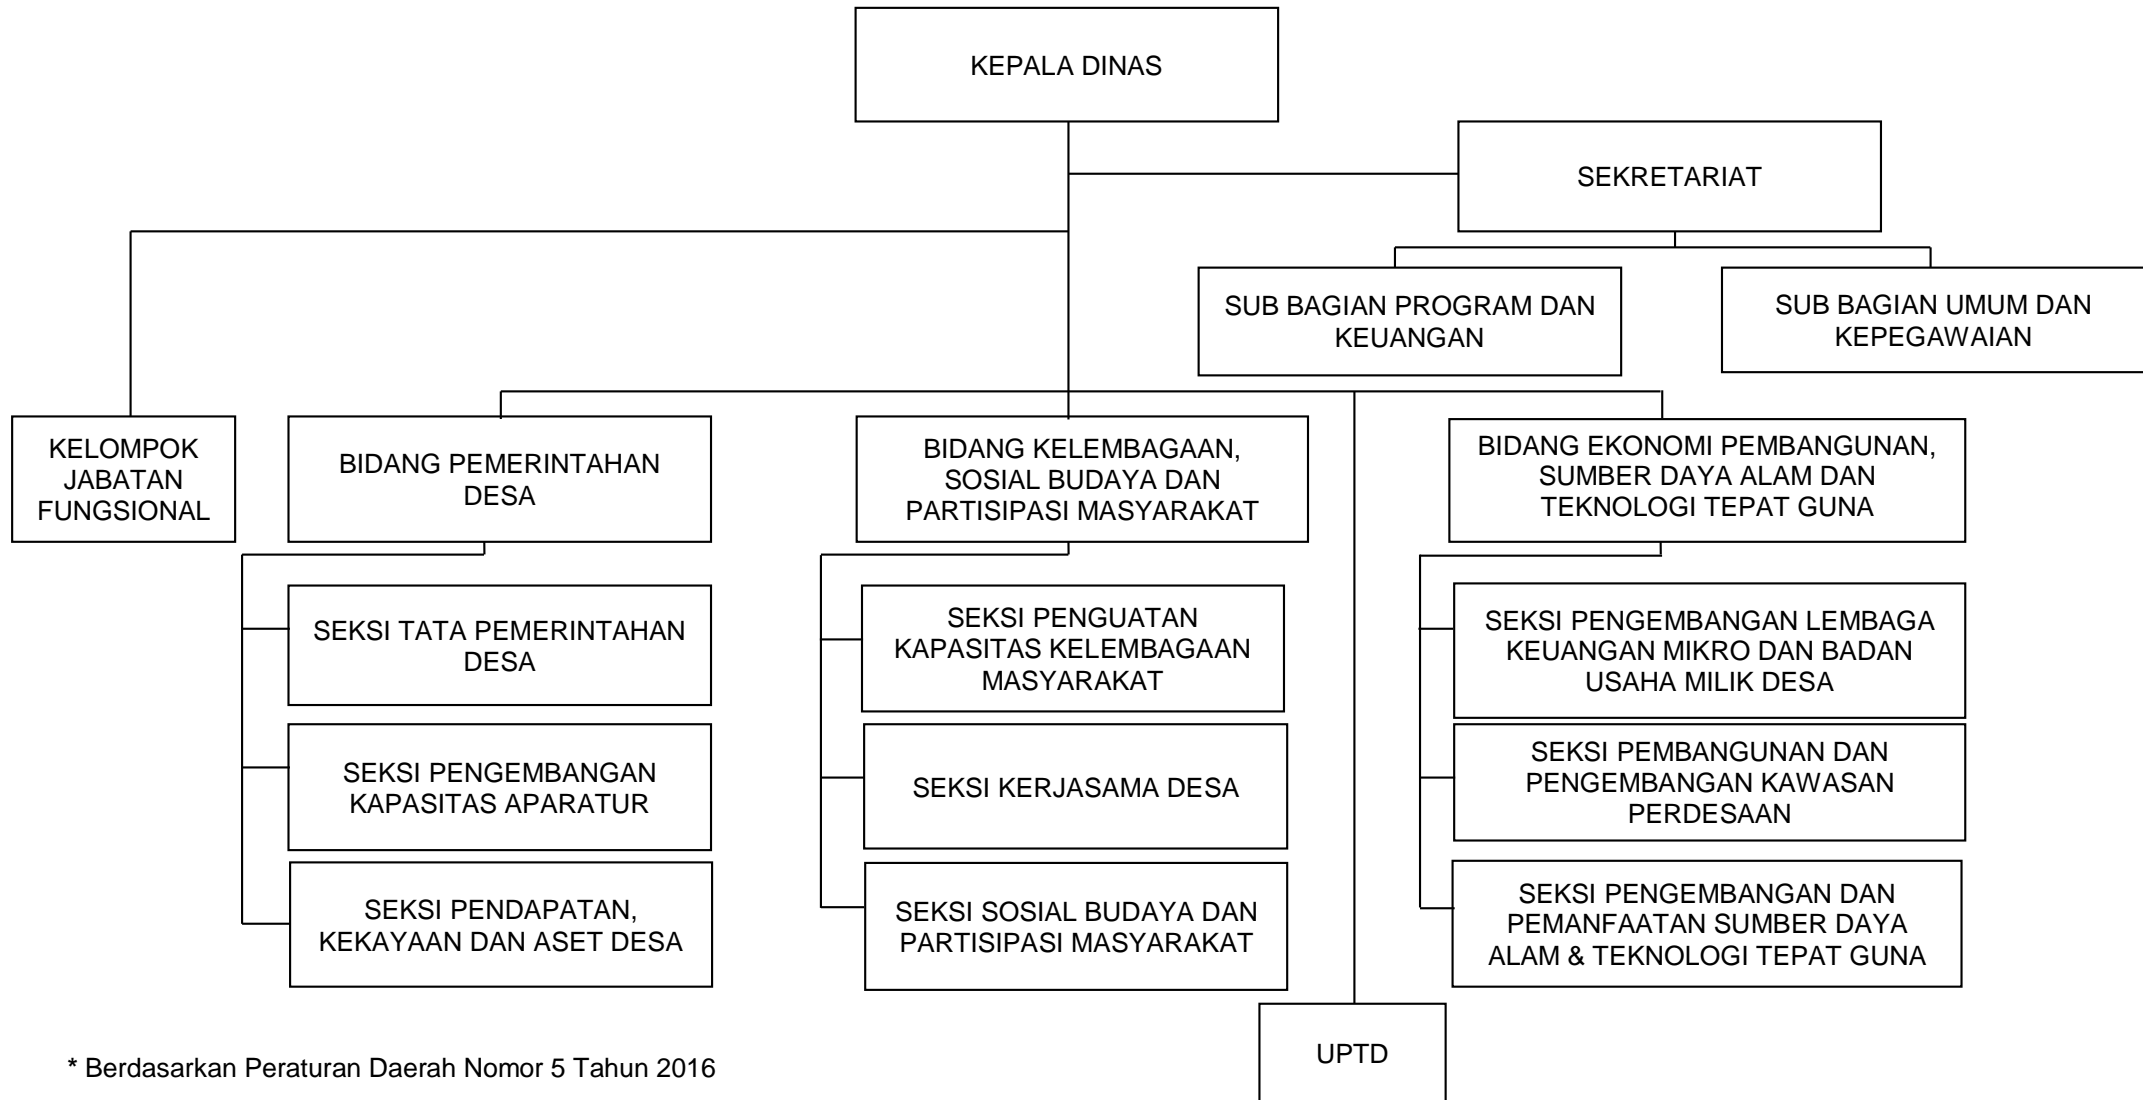 KEPALA DINAS
SEKRETARIAT
SUB BAGIAN PROGRAM DAN
KEUANGAN
SUB BAGIAN UMUM DAN
KEPEGAWAIAN
KELOMPOK
JABATAN
FUNGSIONAL
BIDANG PEMERINTAHAN
DESA
BIDANG KELEMBAGAAN,
SOSIAL BUDAYA DAN
PARTISIPASI MASYARAKAT
BIDANG EKONOMI PEMBANGUNAN,
SUMBER DAYA ALAM DAN
TEKNOLOGI TEPAT GUNA
SEKSI TATA PEMERINTAHAN
DESA
SEKSI PENGUATAN
KAPASITAS KELEMBAGAAN
MASYARAKAT
SEKSI PENGEMBANGAN LEMBAGA
KEUANGAN MIKRO DAN BADAN
USAHA MILIK DESA
SEKSI PENGEMBANGAN
KAPASITAS APARATUR
SEKSI KERJASAMA DESA
SEKSI PEMBANGUNAN DAN
PENGEMBANGAN KAWASAN
PERDESAAN
SEKSI PENDAPATAN,
KEKAYAAN DAN ASET DESA
SEKSI SOSIAL BUDAYA DAN
PARTISIPASI MASYARAKAT
SEKSI PENGEMBANGAN DAN
PEMANFAATAN SUMBER DAYA
ALAM & TEKNOLOGI TEPAT GUNA
UPTD
* Berdasarkan Peraturan Daerah Nomor 5 Tahun 2016